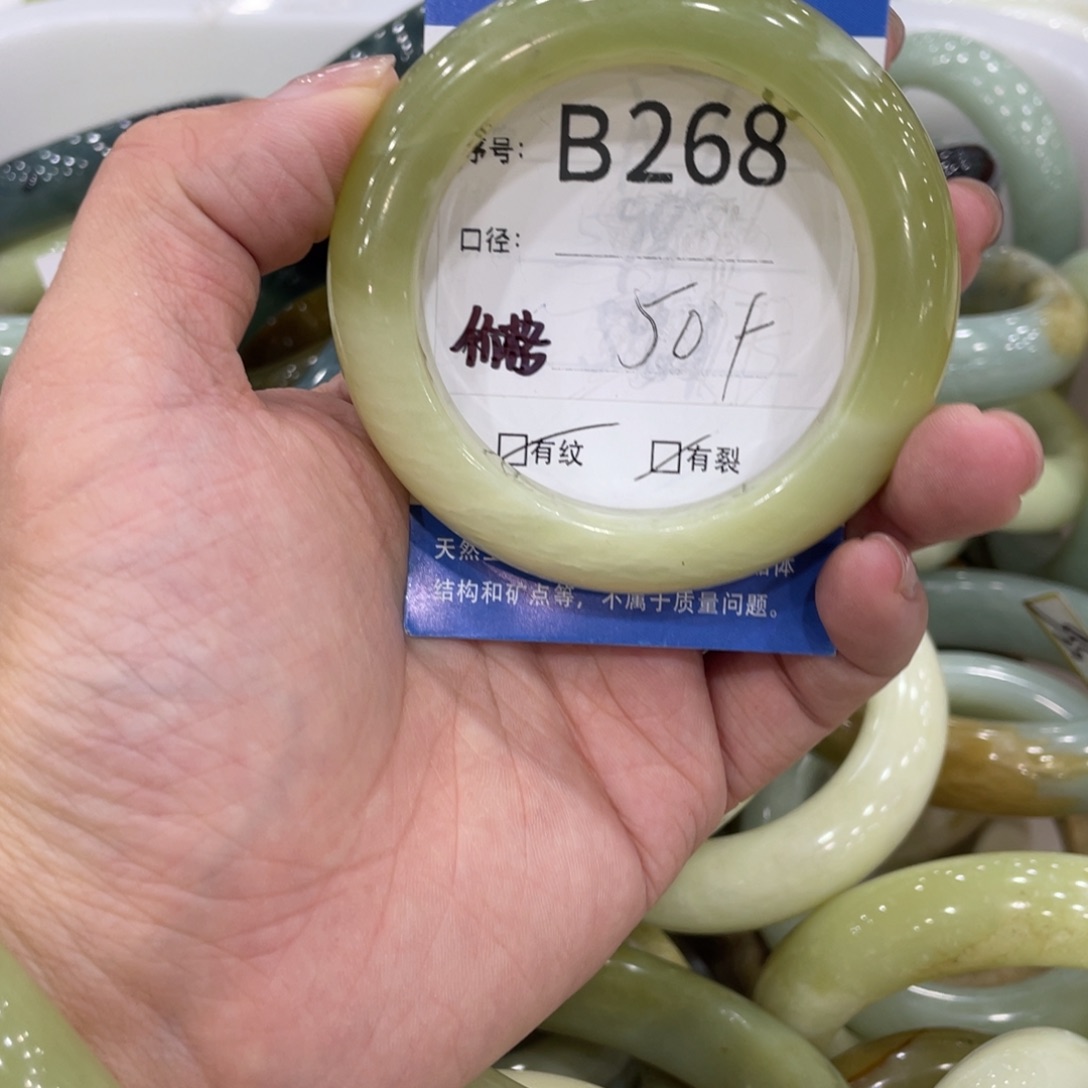 序号： B268
口径：
价格 50f
有纹 有裂
天然
结构和矿点等，不属于质量问题。